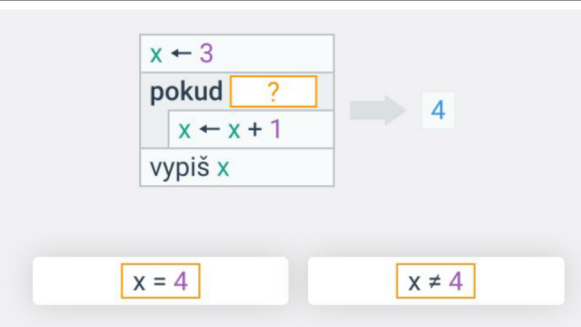 x ← 3
pokud ?
x ← x + 1
vypiš x
4
x = 4
x ≠ 4